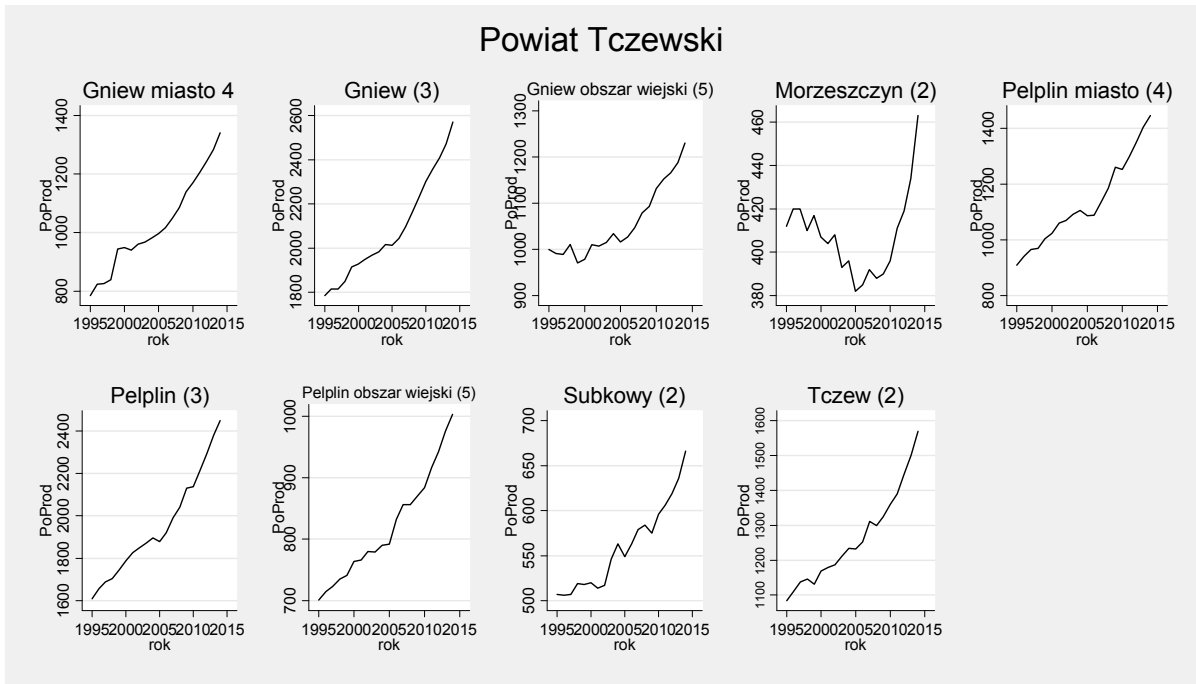 Powiat Tczewski
Gniew miasto 4
PoProd
800 1000 1200 1400
1995 2000 2005 2010 2015
rok
Gniew (3)
PoProd
1800 2000 2200 2400 2600
1995 2000 2005 2010 2015
rok
Gniew obszar wiejski (5)
PoProd
900 1000 1100 1200 1300
1995 2000 2005 2010 2015
rok
Morzeszczyn (2)
PoProd
380 400 420 440 460
1995 2000 2005 2010 2015
rok
Pelplin miasto (4)
PoProd
800 1000 1200 1400
1995 2000 2005 2010 2015
rok
Pelplin (3)
PoProd
1600 1800 2000 2200 2400
1995 2000 2005 2010 2015
rok
Pelplin obszar wiejski (5)
PoProd
700 800 900 1000
1995 2000 2005 2010 2015
rok
Subkowy (2)
PoProd
500 550 600 650 700
1995 2000 2005 2010 2015
rok
Tczew (2)
PoProd
1100 1200 1300 1400 1500 1600
1995 2000 2005 2010 2015
rok